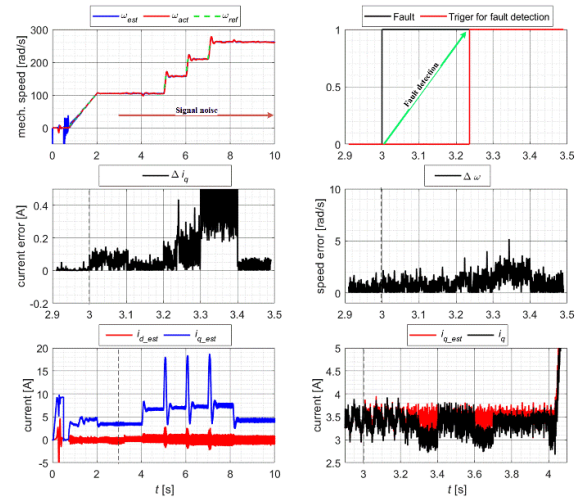 ω_est ω_act ω_ref
Fault Triger for fault detection
mech. speed [rad/s]
300
200
100
0
Signal noise
0 2 4 6 8 10
1
0.5
0
Fault detection
2.9 3 3.1 3.2 3.3 3.4 3.5
Δ i_q
Δ ω
current error [A]
0.4
0.2
0
-0.2
2.9 3 3.1 3.2 3.3 3.4 3.5
speed error [rad/s]
10
5
0
2.9 3 3.1 3.2 3.3 3.4 3.5
i_d_est i_q_est
i_q_est i_q
current [A]
20
15
10
5
0
-5
0 2 4 6 8 10
t [s]
current [A]
5
4.5
4
3.5
3
2.5
3 3.2 3.4 3.6 3.8 4
t [s]